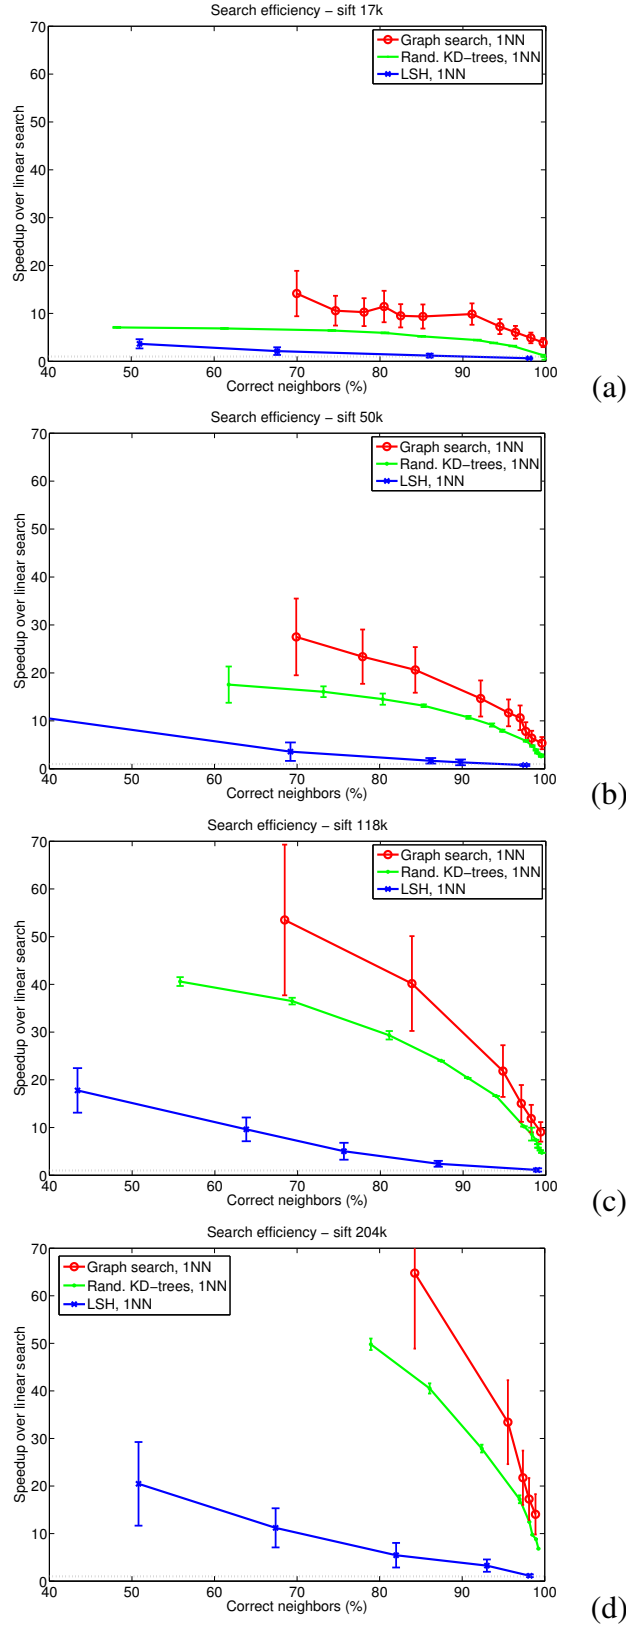 Search efficiency − sift 17k
70
60
50
40
30
20
10
0
Speedup over linear search
Graph search, 1NN
Rand. KD−trees, 1NN
LSH, 1NN
40 50 60 70 80 90 100
Correct neighbors (%)
(a)
Search efficiency − sift 50k
70
60
50
40
30
20
10
0
Speedup over linear search
Graph search, 1NN
Rand. KD−trees, 1NN
LSH, 1NN
40 50 60 70 80 90 100
Correct neighbors (%)
(b)
Search efficiency − sift 118k
70
60
50
40
30
20
10
0
Speedup over linear search
Graph search, 1NN
Rand. KD−trees, 1NN
LSH, 1NN
40 50 60 70 80 90 100
Correct neighbors (%)
(c)
Search efficiency − sift 204k
70
60
50
40
30
20
10
0
Speedup over linear search
Graph search, 1NN
Rand. KD−trees, 1NN
LSH, 1NN
40 50 60 70 80 90 100
Correct neighbors (%)
(d)